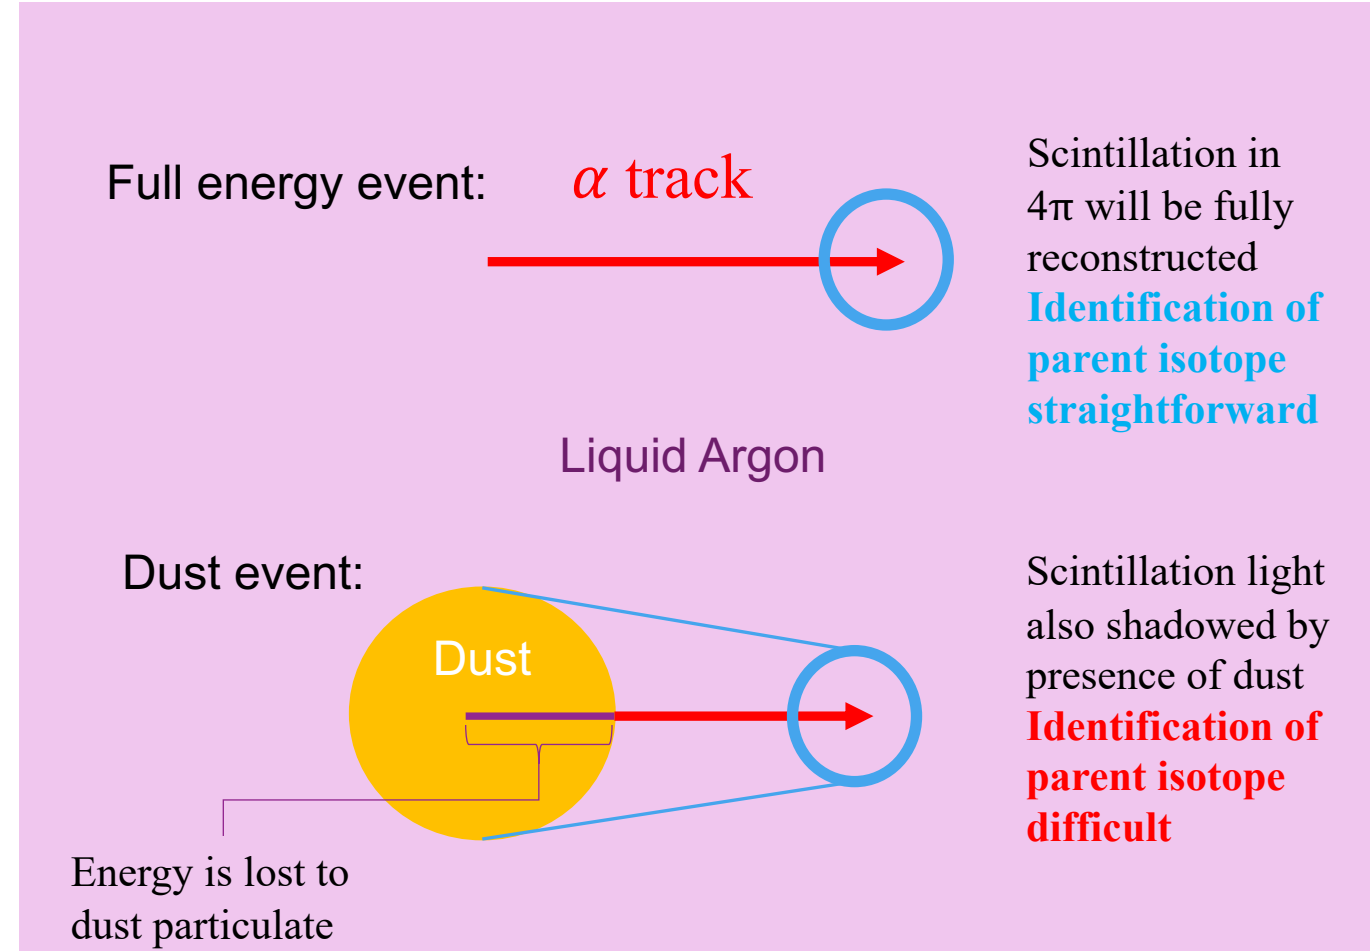 Full energy event:
α track
Scintillation in
4π will be fully
reconstructed
Identification of
parent isotope
straightforward
Liquid Argon
Dust event:
Dust
Scintillation light
also shadowed by
presence of dust
Identification of
parent isotope
difficult
Energy is lost to
dust particulate